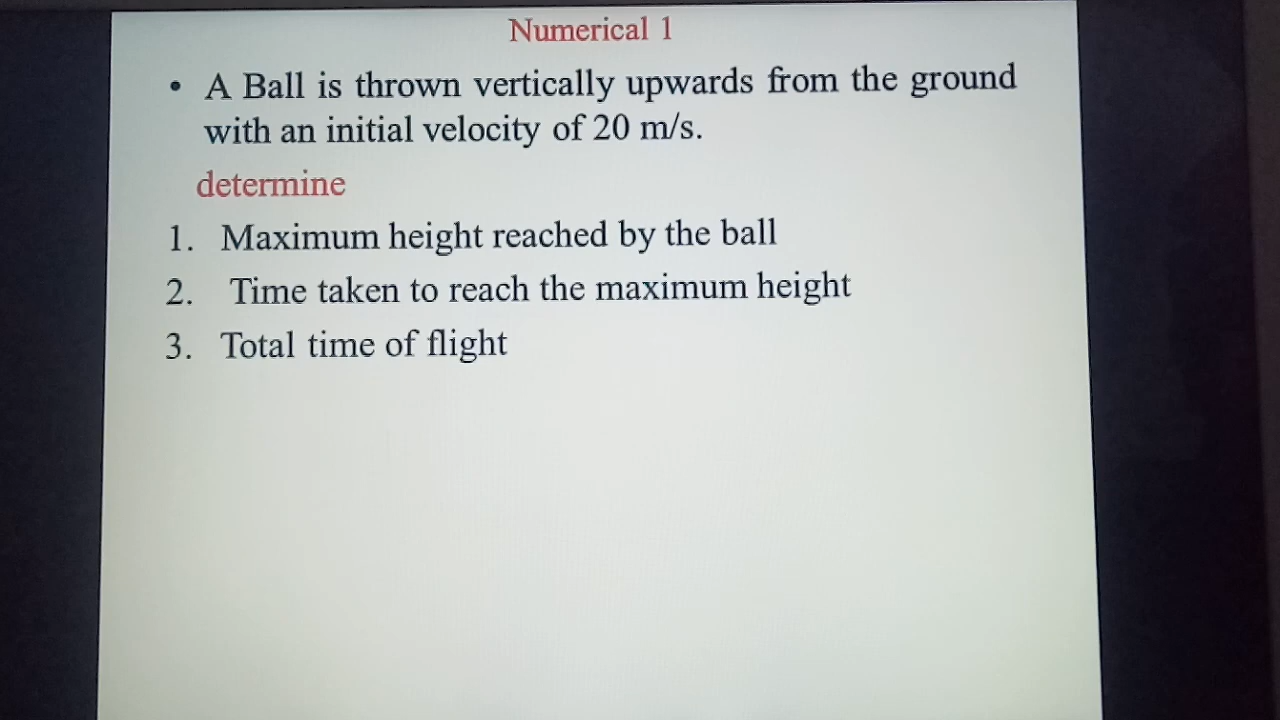 Numerical 1
• A Ball is thrown vertically upwards from the ground
with an initial velocity of 20 m/s.
determine
1. Maximum height reached by the ball
2. Time taken to reach the maximum height
3. Total time of flight